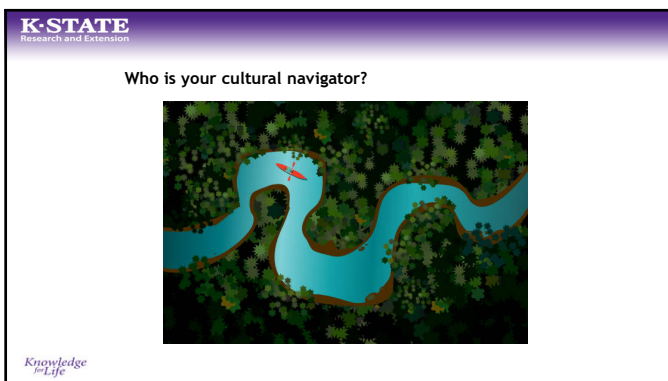 K-STATE
Research and Extension
Who is your cultural navigator?
Knowledge
for Life